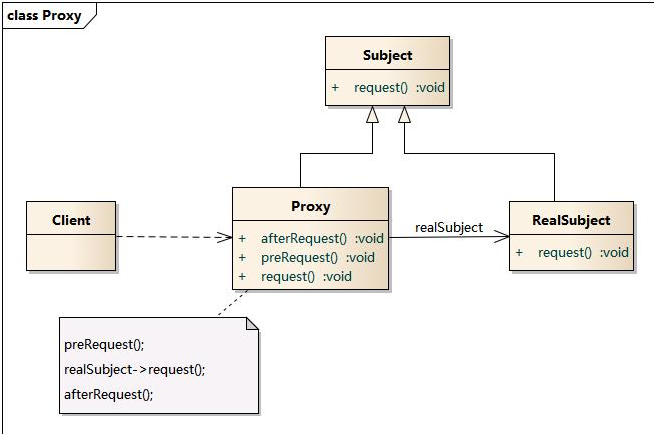 class Proxy
Subject
+ request() :void
Client
Proxy
+ afterRequest() :void
+ preRequest() :void
+ request() :void
realSubject
RealSubject
+ request() :void
preRequest();
realSubject->request();
afterRequest();